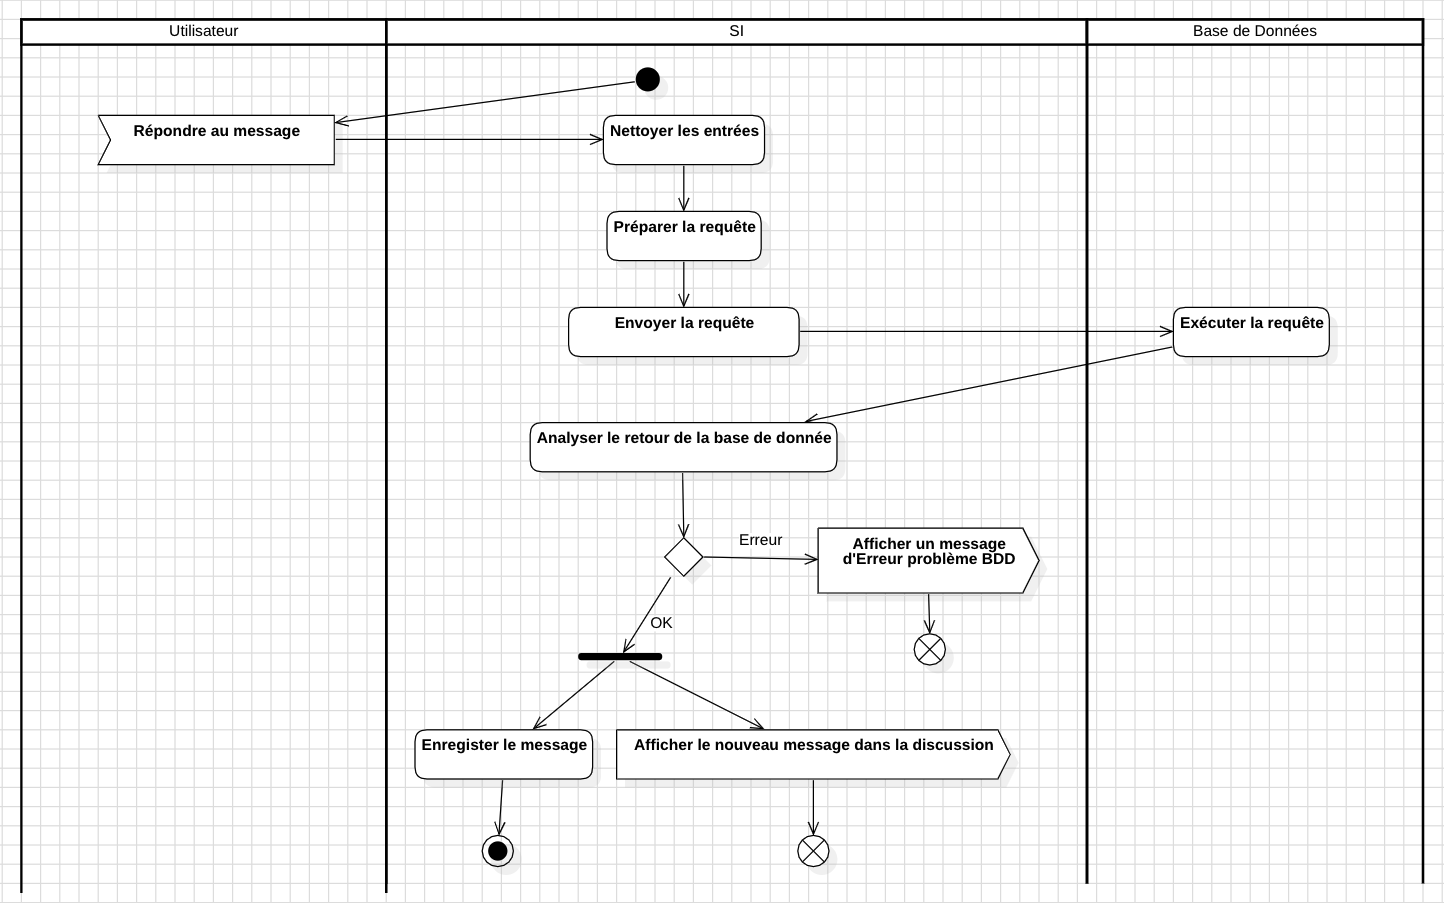 Utilisateur
SI
Base de Données
Répondre au message
Nettoyer les entrées
Préparer la requête
Envoyer la requête
Exécuter la requête
Analyser le retour de la base de donnée
Erreur
Afficher un message
d'Erreur problème BDD
OK
Enregister le message
Afficher le nouveau message dans la discussion